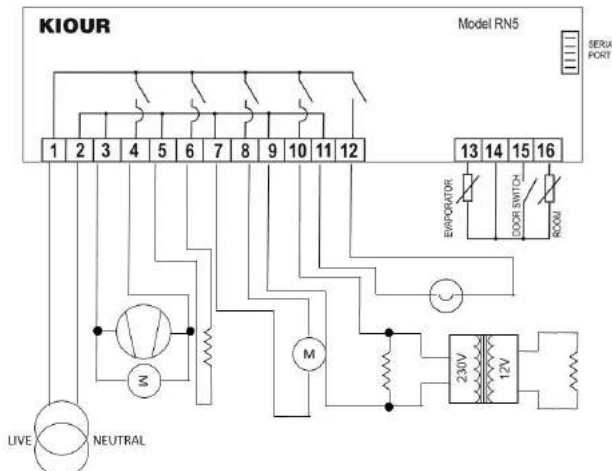 KIOUR
Model RN5
SERIA
PORT
1 2 3 4 5 6 7 8 9 10 11 12
13 14 15 16
EVAPORATOR
DOOR SWITCH
ROOM
M
M
230V
12V
LIVE
NEUTRAL